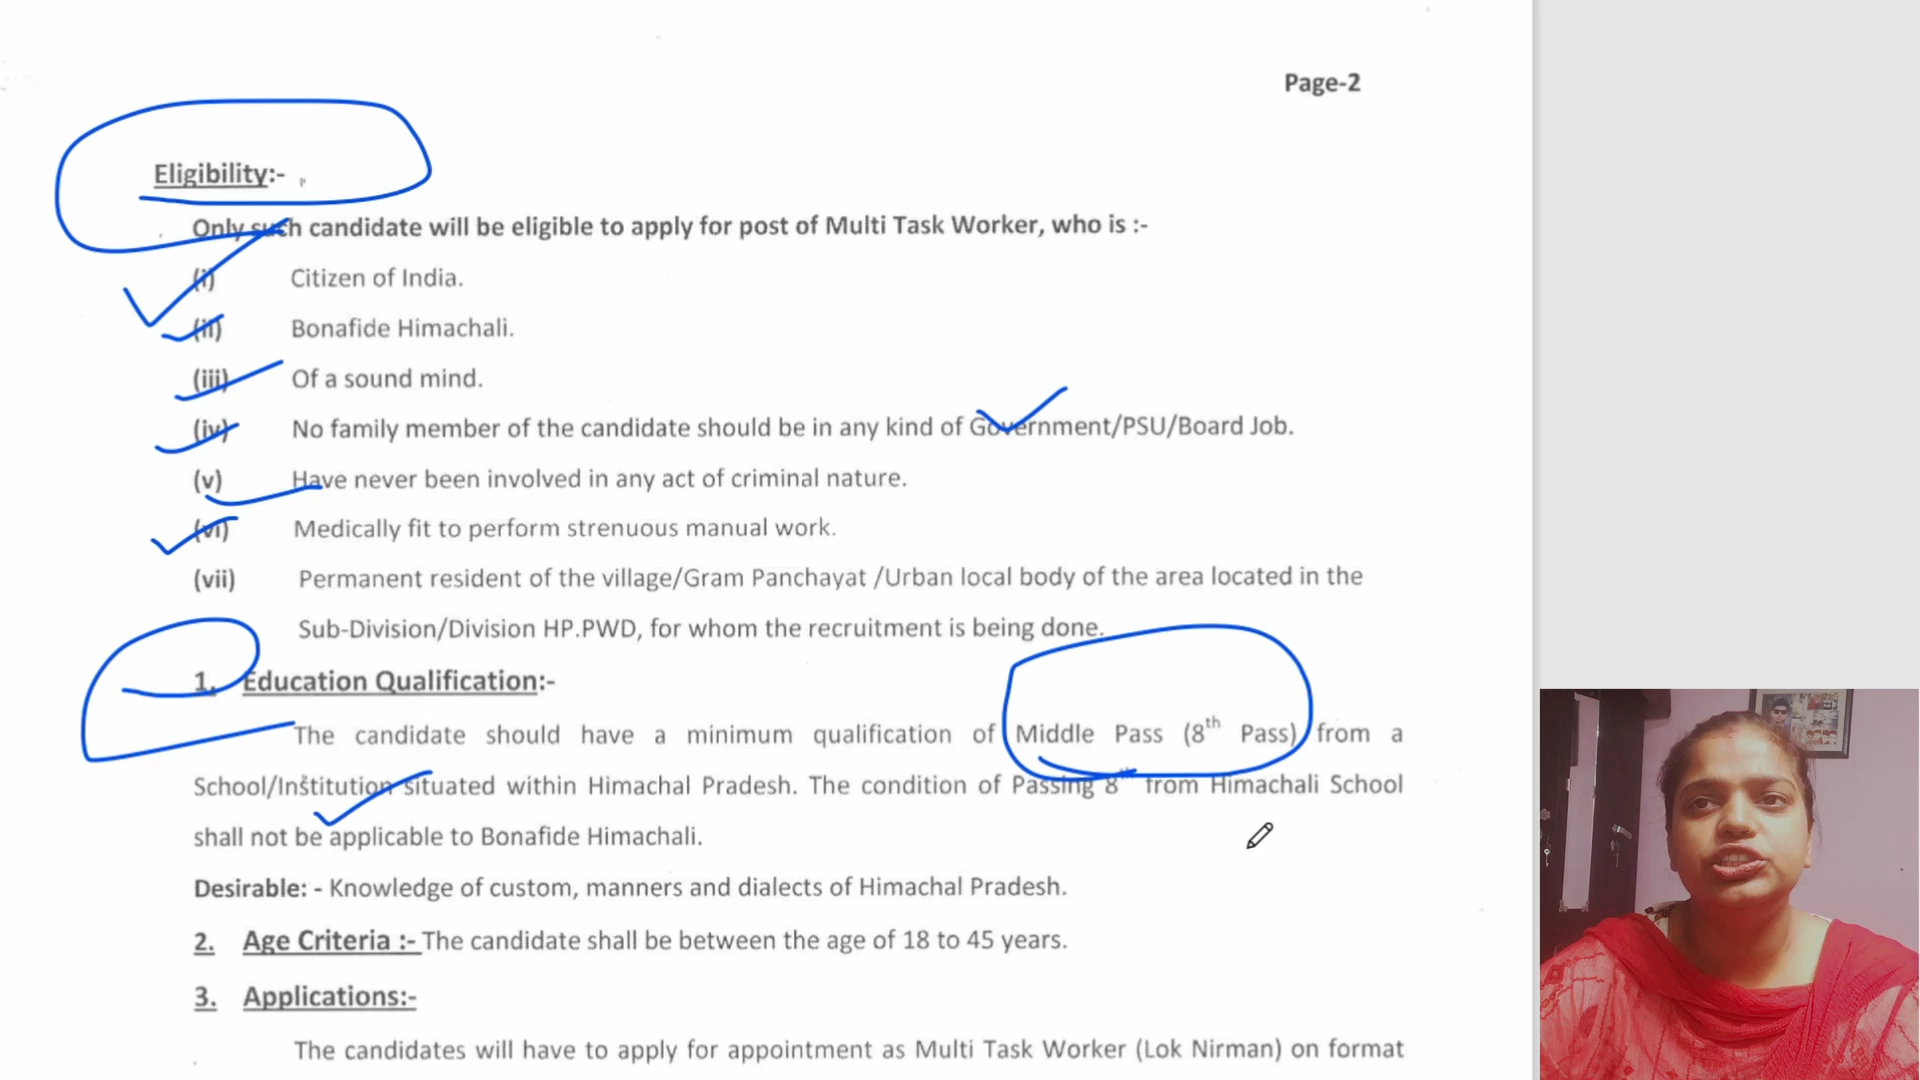 Page-2
Eligibility:-
Only such candidate will be eligible to apply for post of Multi Task Worker, who is :-
(i) Citizen of India.
(ii) Bonafide Himachali.
(iii) Of a sound mind.
(iv) No family member of the candidate should be in any kind of Government/PSU/Board Job.
(v) Have never been involved in any act of criminal nature.
(vi) Medically fit to perform strenuous manual work.
(vii) Permanent resident of the village/Gram Panchayat /Urban local body of the area located in the
Sub-Division/Division HP.PWD, for whom the recruitment is being done.
1. Education Qualification:-
The candidate should have a minimum qualification of Middle Pass (8th Pass) from a
School/Institution situated within Himachal Pradesh. The condition of Passing 8th from Himachali School
shall not be applicable to Bonafide Himachali.
Desirable: - Knowledge of custom, manners and dialects of Himachal Pradesh.
2. Age Criteria :- The candidate shall be between the age of 18 to 45 years.
3. Applications:-
The candidates will have to apply for appointment as Multi Task Worker (Lok Nirman) on format